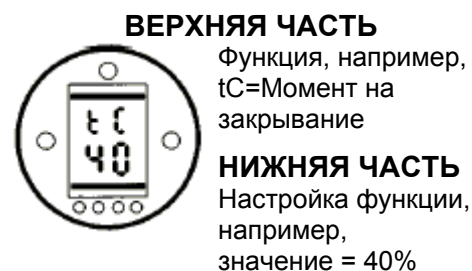 ВЕРХНЯЯ ЧАСТЬ
Функция, например,
tC=Момент на
закрывание
tC
40
НИЖНЯЯ ЧАСТЬ
Настройка функции,
например,
значение = 40%